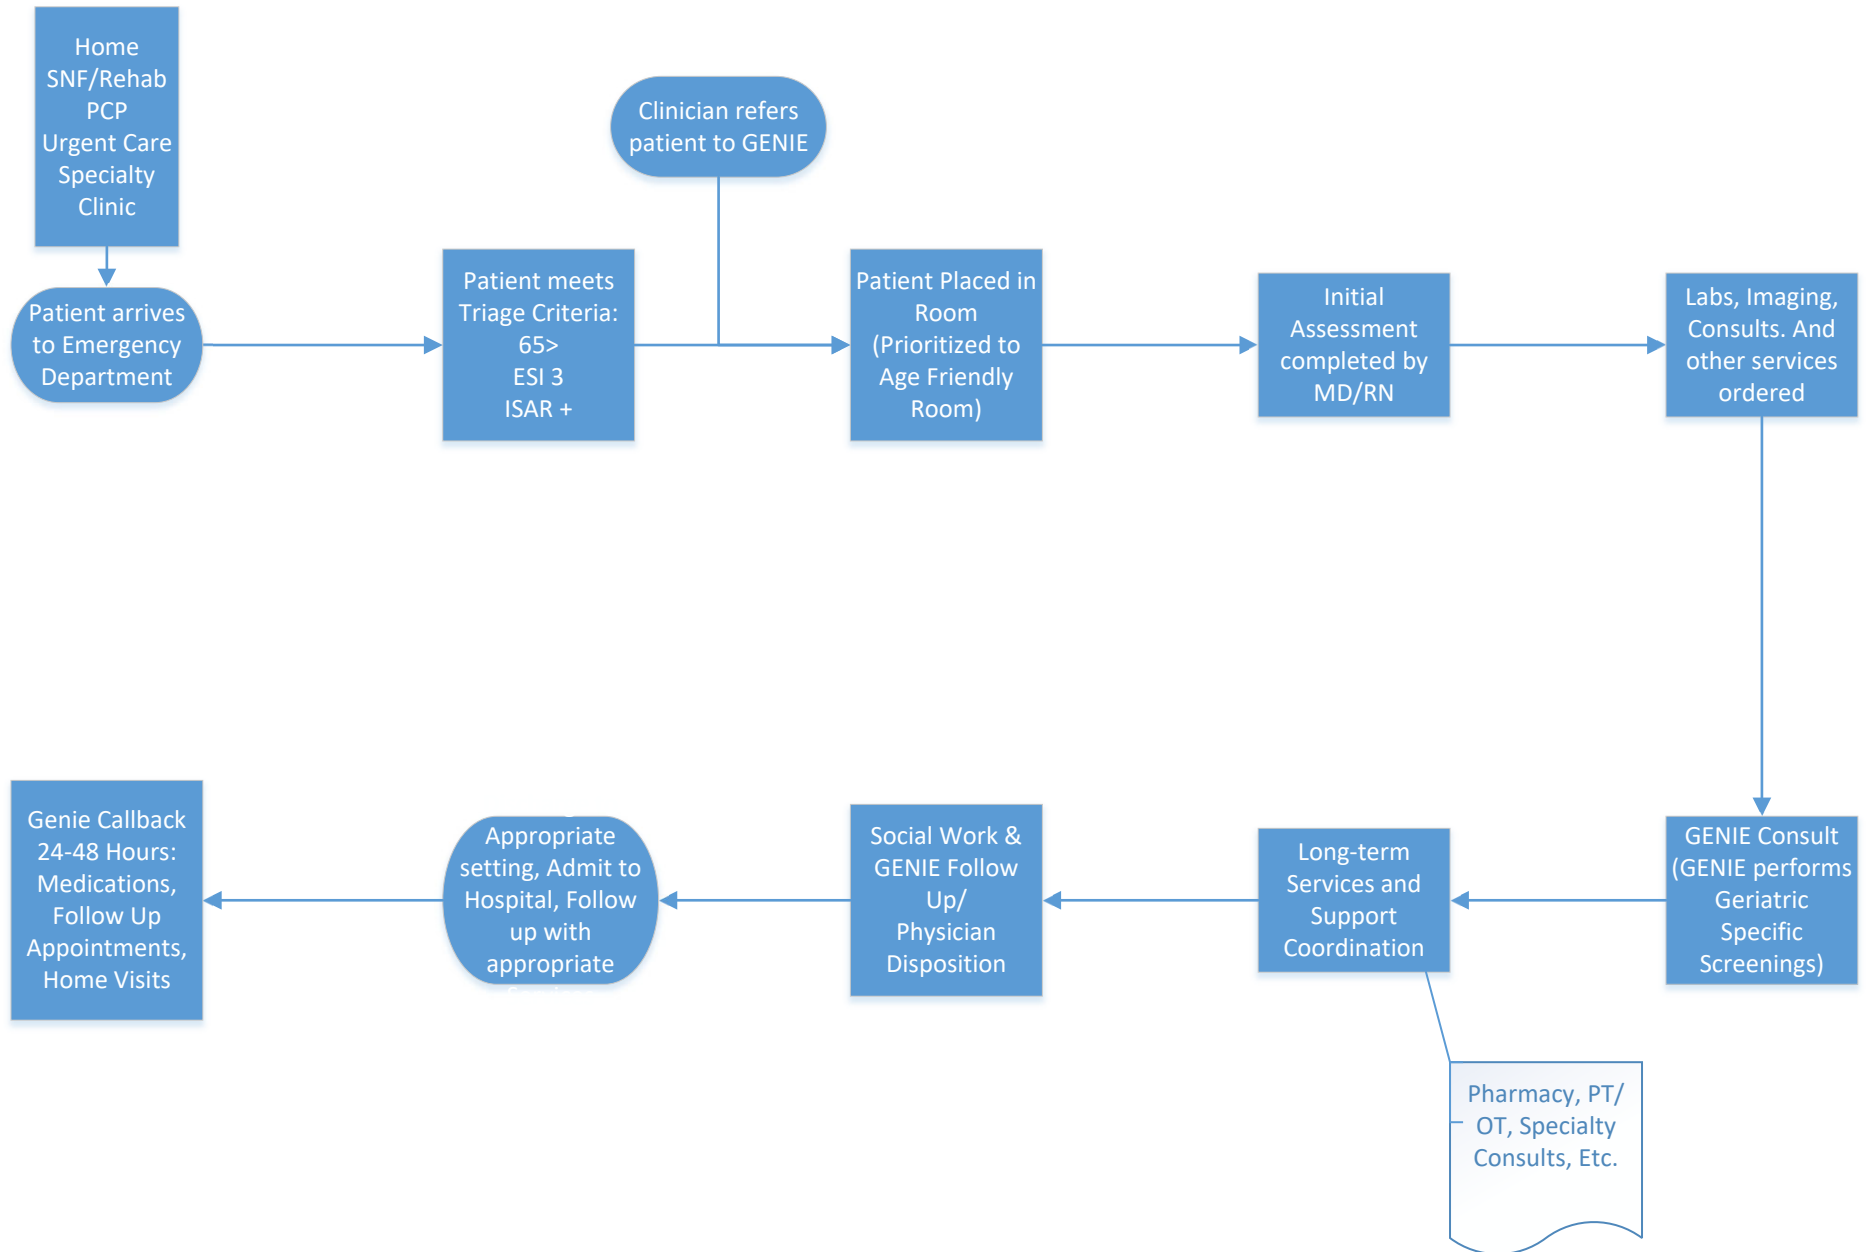 Home
SNF/Rehab
PCP
Urgent Care
Specialty
Clinic
Clinician refers
patient to GENIE
Patient arrives
to Emergency
Department
Patient meets
Triage Criteria:
65>
ESI 3
ISAR +
Patient Placed in
Room
(Prioritized to
Age Friendly
Room)
Initial
Assessment
completed by
MD/RN
Labs, Imaging,
Consults. And
other services
ordered
Genie Callback
24-48 Hours:
Medications,
Follow Up
Appointments,
Home Visits
Appropriate
setting, Admit to
Hospital, Follow
up with
appropriate
Social Work &
GENIE Follow
Up/
Physician
Disposition
Long-term
Services and
Support
Coordination
GENIE Consult
(GENIE performs
Geriatric
Specific
Screenings)
Pharmacy, PT/
OT, Specialty
Consults, Etc.